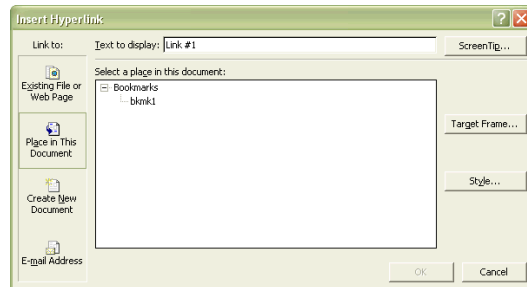 Insert Hyperlink
Link to:
Text to display: Link #1
ScreenTip...
Existing File or
Web Page
Place in This
Document
Create New
Document
E-mail Address
Select a place in this document:
Bookmarks
bkmk1
Target Frame...
Style...
OK
Cancel